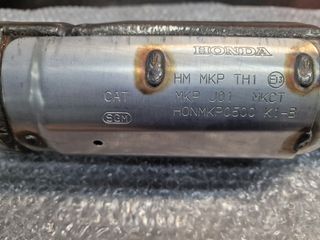 HONDA
HM MKP TH1
CAT
MKP J01 MKCT
SGM
HONMKP0500 K1-B